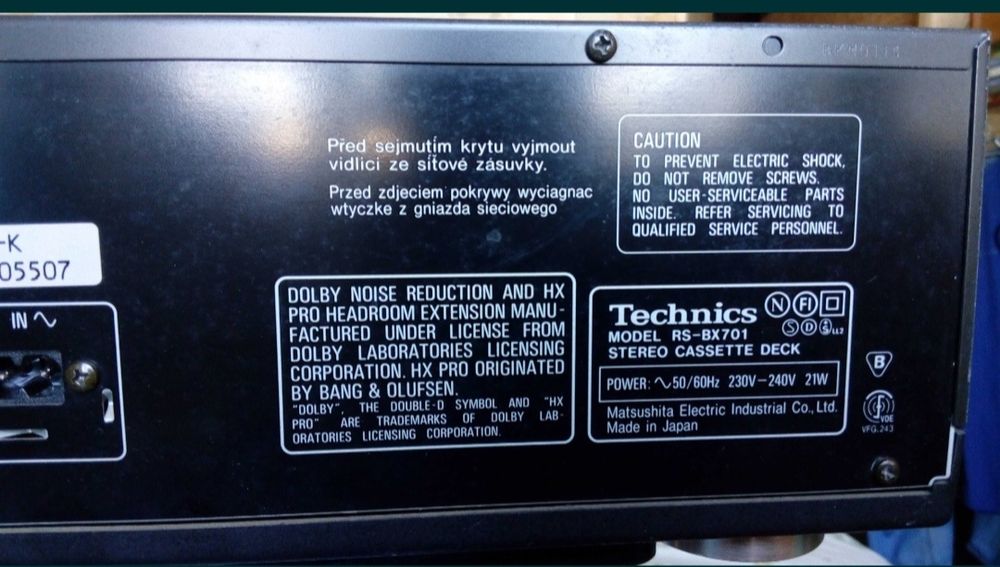 Před sejmutím krytu vyjmout
vidlici ze síťové zásuvky.
Przed zdjeciem pokrywy wyciagnac
wtyczke z gniazda sieciowego
CAUTION
TO PREVENT ELECTRIC SHOCK,
DO NOT REMOVE SCREWS.
NO USER-SERVICEABLE PARTS
INSIDE. REFER SERVICING TO
QUALIFIED SERVICE PERSONNEL.
-K
05507
IN
DOLBY NOISE REDUCTION AND HX
PRO HEADROOM EXTENSION MANU-
FACTURED UNDER LICENSE FROM
DOLBY LABORATORIES LICENSING
CORPORATION. HX PRO ORIGINATED
BY BANG & OLUFSEN.
"DOLBY", THE DOUBLE-D SYMBOL AND "HX
PRO" ARE TRADEMARKS OF DOLBY LAB-
ORATORIES LICENSING CORPORATION.
Technics N FI
S D S LL2
MODEL RS-BX701
STEREO CASSETTE DECK
POWER: 50/60Hz 230V-240V 21W
Matsushita Electric Industrial Co., Ltd.
Made in Japan
B
VDE
VFG.243